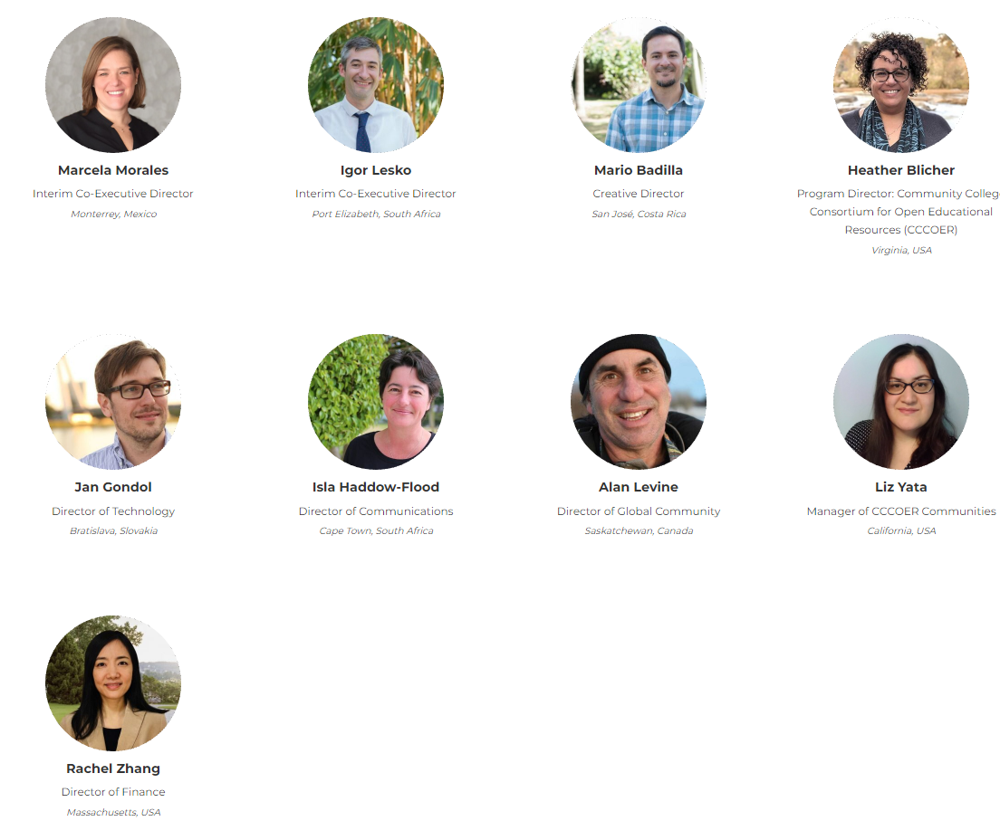 Marcela Morales
Interim Co-Executive Director
Monterrey, Mexico
Igor Lesko
Interim Co-Executive Director
Port Elizabeth, South Africa
Mario Badilla
Creative Director
San José, Costa Rica
Heather Blicher
Program Director: Community Colleg
Consortium for Open Educational
Resources (CCCOER)
Virginia, USA
Jan Gondol
Director of Technology
Bratislava, Slovakia
Isla Haddow-Flood
Director of Communications
Cape Town, South Africa
Alan Levine
Director of Global Community
Saskatchewan, Canada
Liz Yata
Manager of CCCOER Communities
California, USA
Rachel Zhang
Director of Finance
Massachusetts, USA